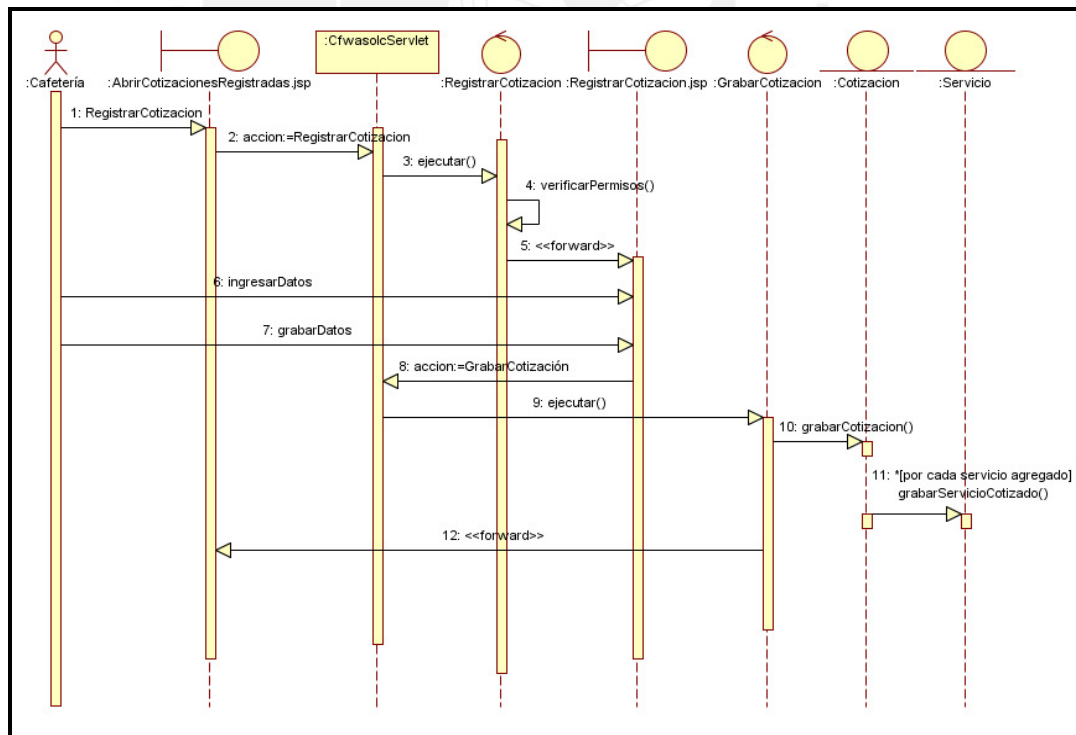 :Cafetería
:AbrirCotizacionesRegistradas.jsp
:CfwasolcServlet
:RegistrarCotizacion
:RegistrarCotizacion.jsp
:GrabarCotizacion
:Cotizacion
:Servicio
1: RegistrarCotizacion
2: accion:=RegistrarCotizacion
3: ejecutar()
4: verificarPermisos()
5: <<forward>>
6: ingresarDatos
7: grabarDatos
8: accion:=GrabarCotización
9: ejecutar()
10: grabarCotizacion()
11: *[por cada servicio agregado]
grabarServicioCotizado()
12: <<forward>>